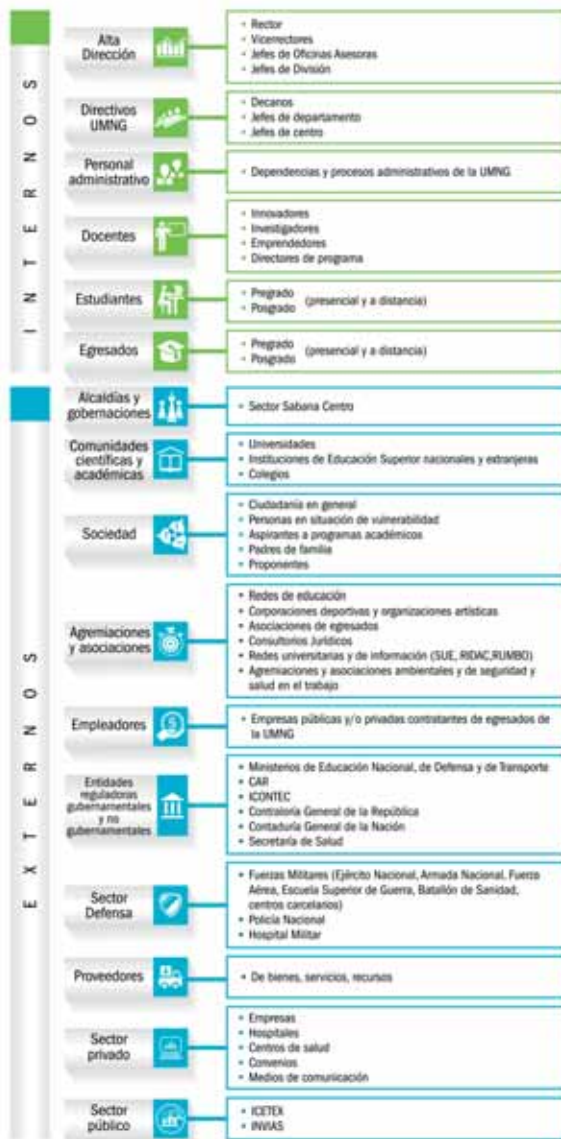 INTERNOS
Alta
Dirección
• Rector
• Vicerrectores
• Jefes de Oficinas Asesoras
• Jefes de División
Directivos
UMNG
• Decanos
• Jefes de departamento
• Jefes de centro
Personal
administrativo
• Dependencias y procesos administrativos de la UMNG
Docentes
• Innovadores
• Investigadores
• Emprendedores
• Directores de programa
Estudiantes
• Pregrado
• Posgrado (presencial y a distancia)
Egresados
• Pregrado
• Posgrado (presencial y a distancia)
EXTERNOS
Alcaldías y
gobernaciones
• Sector Sabana Centro
Comunidades
científicas y
académicas
• Universidades
• Instituciones de Educación Superior nacionales y extranjeras
• Colegios
Sociedad
• Ciudadanía en general
• Personas en situación de vulnerabilidad
• Aspirantes a programas académicos
• Padres de familia
• Proponentes
Agremiaciones
y asociaciones
• Redes de educación
• Corporaciones deportivas y organizaciones artísticas
• Asociaciones de egresados
• Consultorios Jurídicos
• Redes universitarias y de información (SUE, RIDAC,RUMBO)
• Agremiaciones y asociaciones ambientales y de seguridad y
salud en el trabajo
Empleadores
• Empresas públicas y/o privadas contratantes de egresados de
la UMNG
Entidades
reguladoras
gubernamentales
y no
gubernamentales
• Ministerios de Educación Nacional, de Defensa y de Transporte
• CAR
• ICONTEC
• Contraloría General de la República
• Contaduría General de la Nación
• Secretaría de Salud
Sector
Defensa
• Fuerzas Militares (Ejército Nacional, Armada Nacional, Fuerza
Aérea, Escuela Superior de Guerra, Batallón de Sanidad,
centros carcelarios)
• Policía Nacional
• Hospital Militar
Proveedores
• De bienes, servicios, recursos
Sector
privado
• Empresas
• Hospitales
• Centros de salud
• Convenios
• Medios de comunicación
Sector
público
• ICETEX
• INVIAS